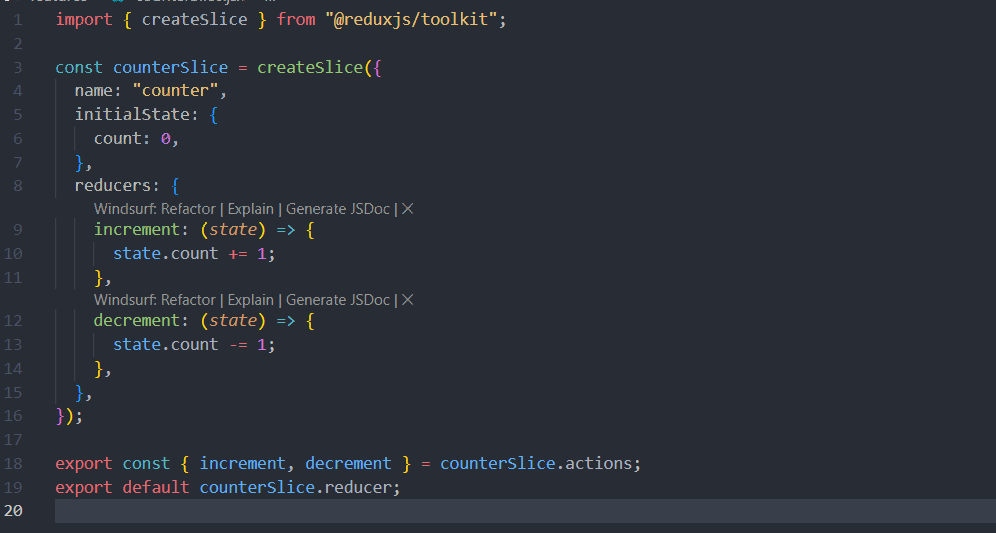 1 import { createSlice } from "@reduxjs/toolkit";
2
3 const counterSlice = createSlice({
4 name: "counter",
5 initialState: {
6 count: 0,
7 },
8 reducers: {
Windsurf: Refactor | Explain | Generate JSDoc | ×
9 increment: (state) => {
10 state.count += 1;
11 },
Windsurf: Refactor | Explain | Generate JSDoc | ×
12 decrement: (state) => {
13 state.count -= 1;
14 },
15 },
16 });
17
18 export const { increment, decrement } = counterSlice.actions;
19 export default counterSlice.reducer;
20